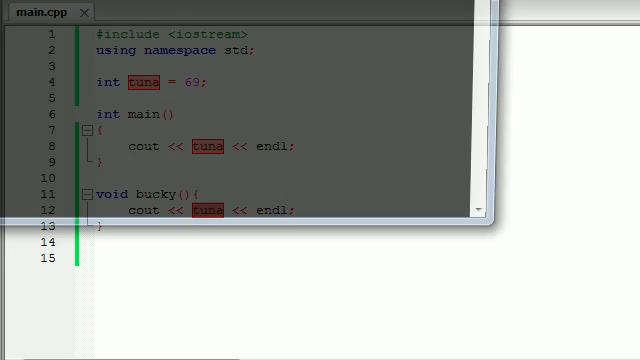 main.cpp
1 #include <iostream>
2 using namespace std;
3
4 int tuna = 69;
5
6 int main()
7 {
8 cout << tuna << endl;
9 }
10
11 void bucky(){
12 cout << tuna << endl;
13 }
14
15